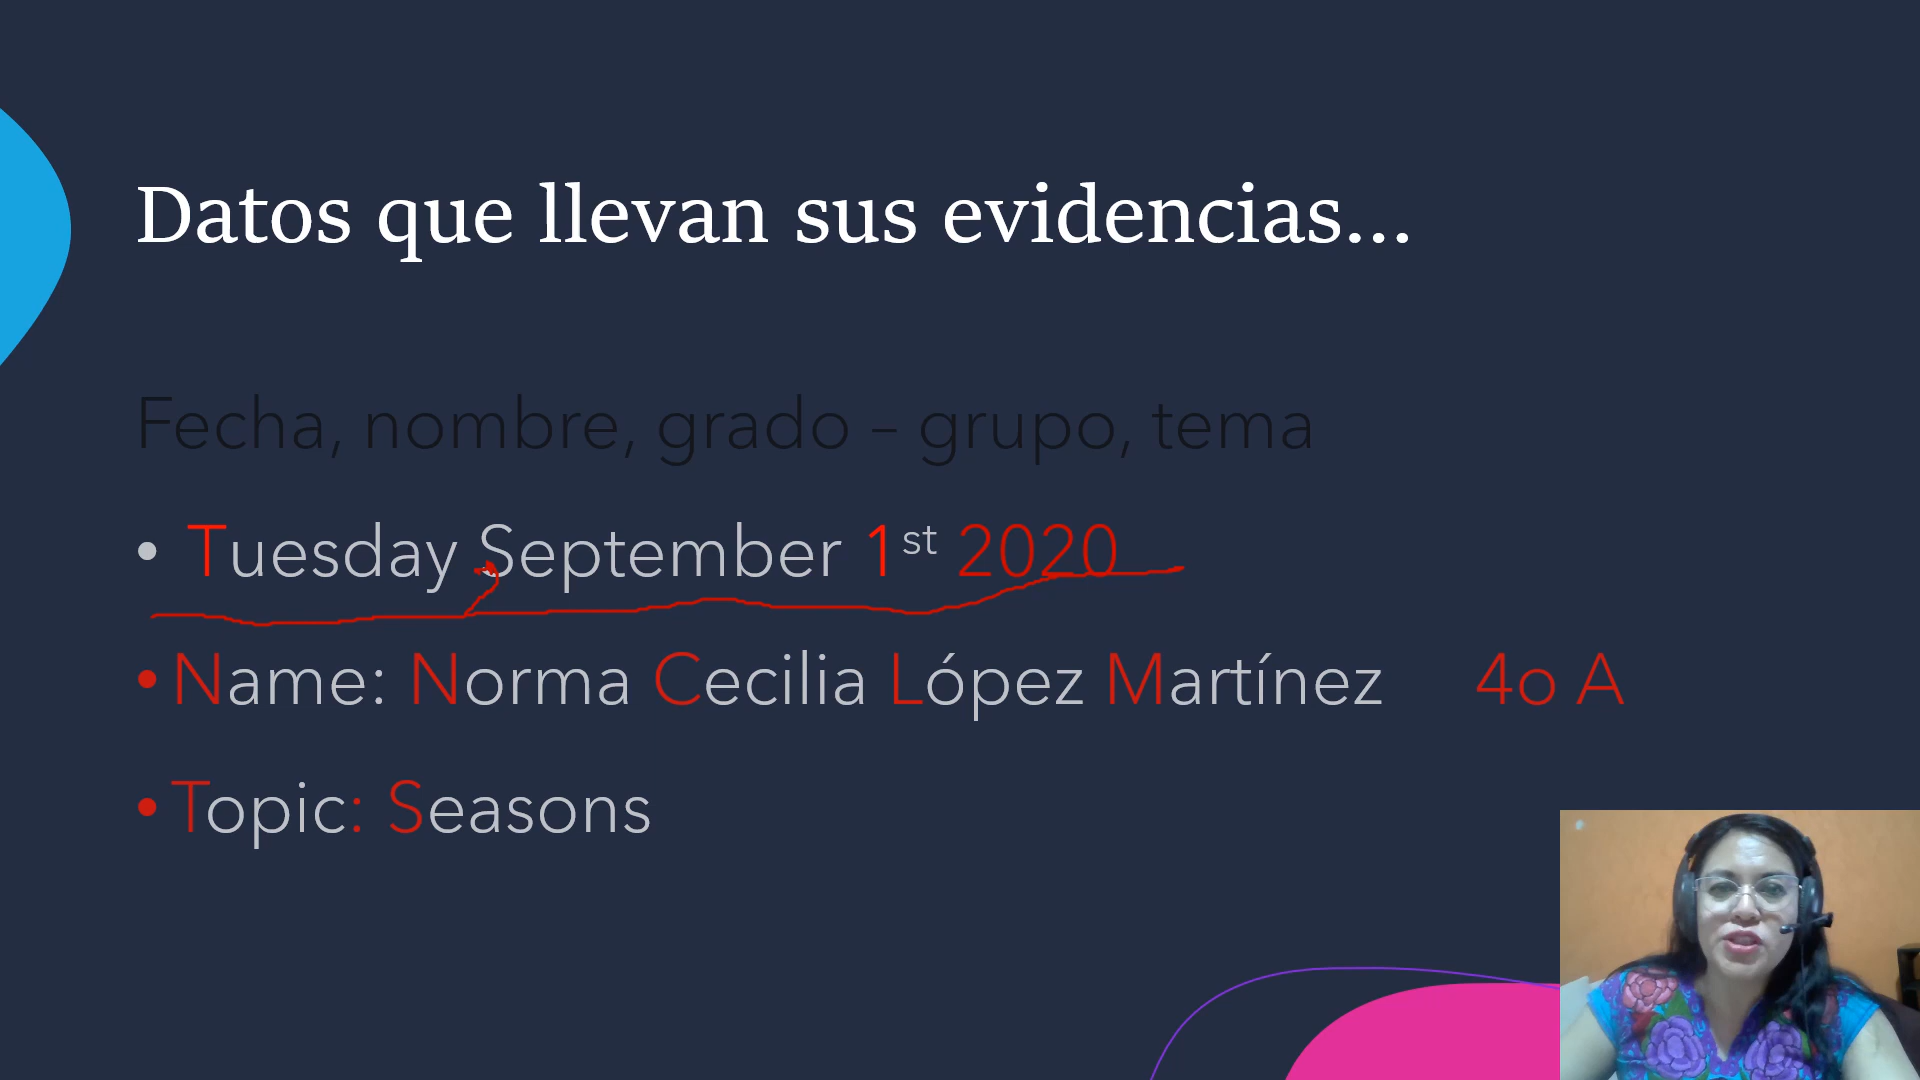 Datos que llevan sus evidencias...
Fecha, nombre, grado – grupo, tema
• Tuesday September 1st 2020
• Name: Norma Cecilia López Martínez 4o A
• Topic: Seasons